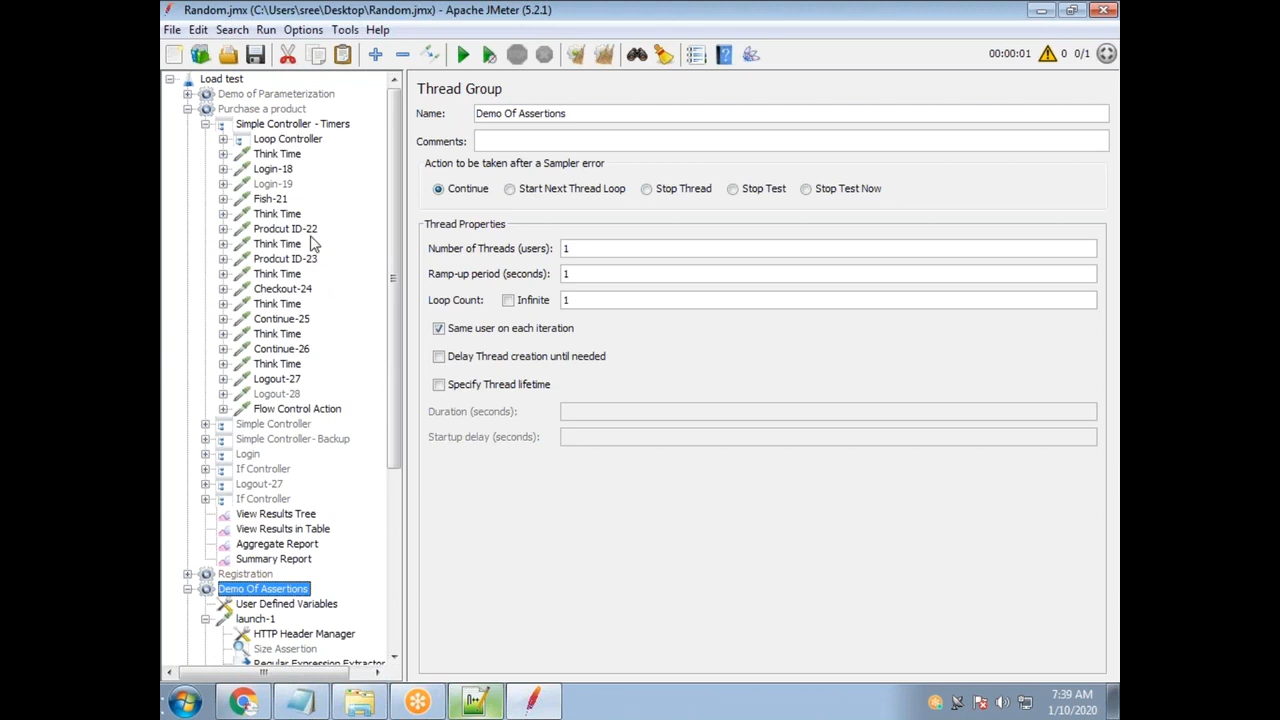 Random.jmx (C:\Users\sree\Desktop\Random.jmx) - Apache JMeter (5.2.1)
File Edit Search Run Options Tools Help
00:00:01 0 0/1
Load test
Demo of Parameterization
Purchase a product
Simple Controller - Timers
Loop Controller
Think Time
Login-18
Login-19
Fish-21
Think Time
Prodcut ID-22
Think Time
Prodcut ID-23
Think Time
Checkout-24
Think Time
Continue-25
Think Time
Continue-26
Think Time
Logout-27
Logout-28
Flow Control Action
Simple Controller
Simple Controller- Backup
Login
If Controller
Logout-27
If Controller
View Results Tree
View Results in Table
Aggregate Report
Summary Report
Registration
Demo Of Assertions
User Defined Variables
launch-1
HTTP Header Manager
Size Assertion
Regular Expression Extractor
Thread Group
Name: Demo Of Assertions
Comments:
Action to be taken after a Sampler error
Continue Start Next Thread Loop Stop Thread Stop Test Stop Test Now
Thread Properties
Number of Threads (users): 1
Ramp-up period (seconds): 1
Loop Count: Infinite 1
Same user on each iteration
Delay Thread creation until needed
Specify Thread lifetime
Duration (seconds):
Startup delay (seconds):
7:39 AM
1/10/2020